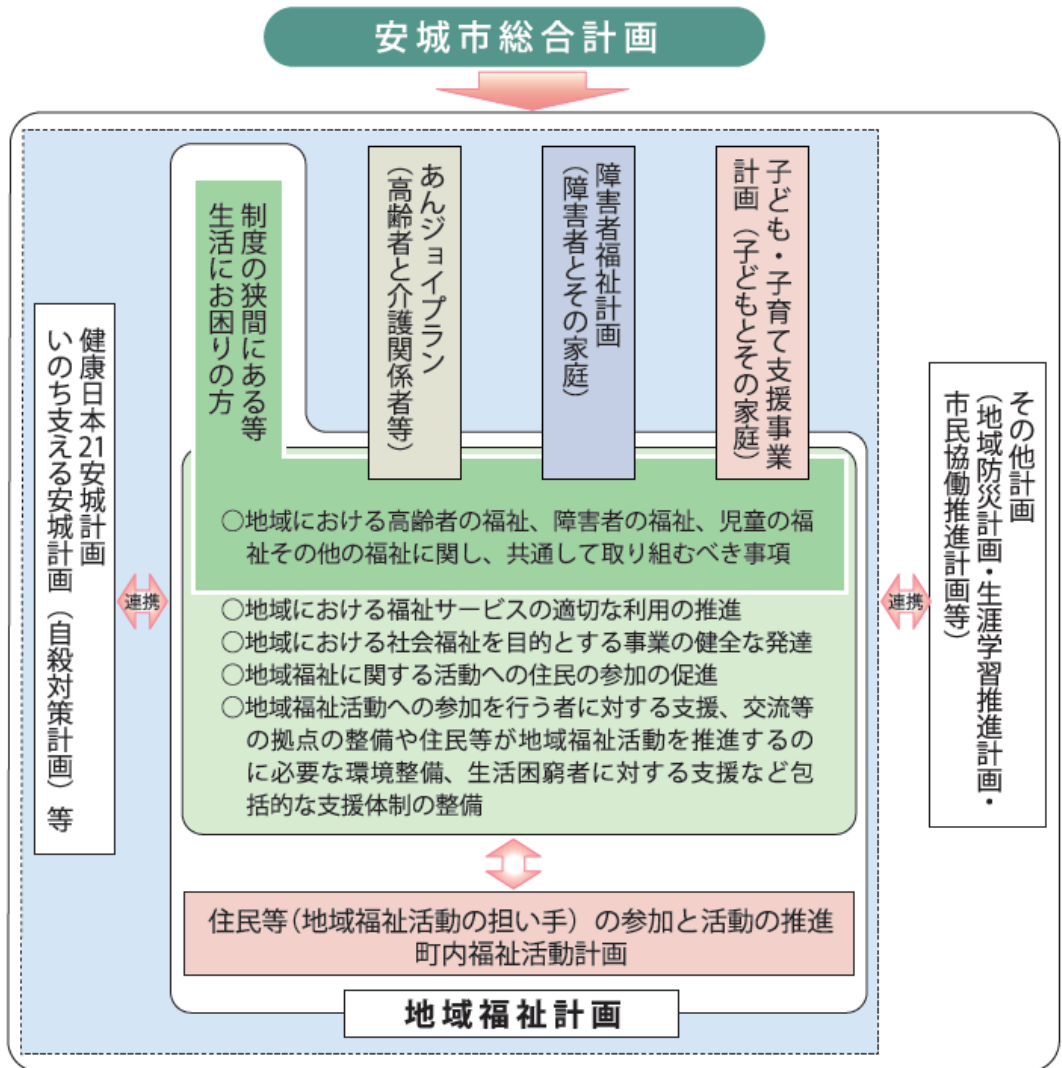 安城市総合計画
制度の狭間にある等
生活にお困りの方
あんジョイプラン
(高齢者と介護関係者等)
障害者福祉計画
(障害者とその家庭)
子ども・子育て支援事業
計画(子どもとその家庭)
健康日本21安城計画
いのち支える安城計画(自殺対策計画)等
連携
○地域における高齢者の福祉、障害者の福祉、児童の福
祉その他の福祉に関し、共通して取り組むべき事項
○地域における福祉サービスの適切な利用の推進
○地域における社会福祉を目的とする事業の健全な発達
○地域福祉に関する活動への住民の参加の促進
○地域福祉活動への参加を行う者に対する支援、交流等
の拠点の整備や住民等が地域福祉活動を推進するの
に必要な環境整備、生活困窮者に対する支援など包
括的な支援体制の整備
連携
その他計画
(地域防災計画・生涯学習推進計画・
市民協働推進計画等)
住民等(地域福祉活動の担い手)の参加と活動の推進
町内福祉活動計画
地域福祉計画